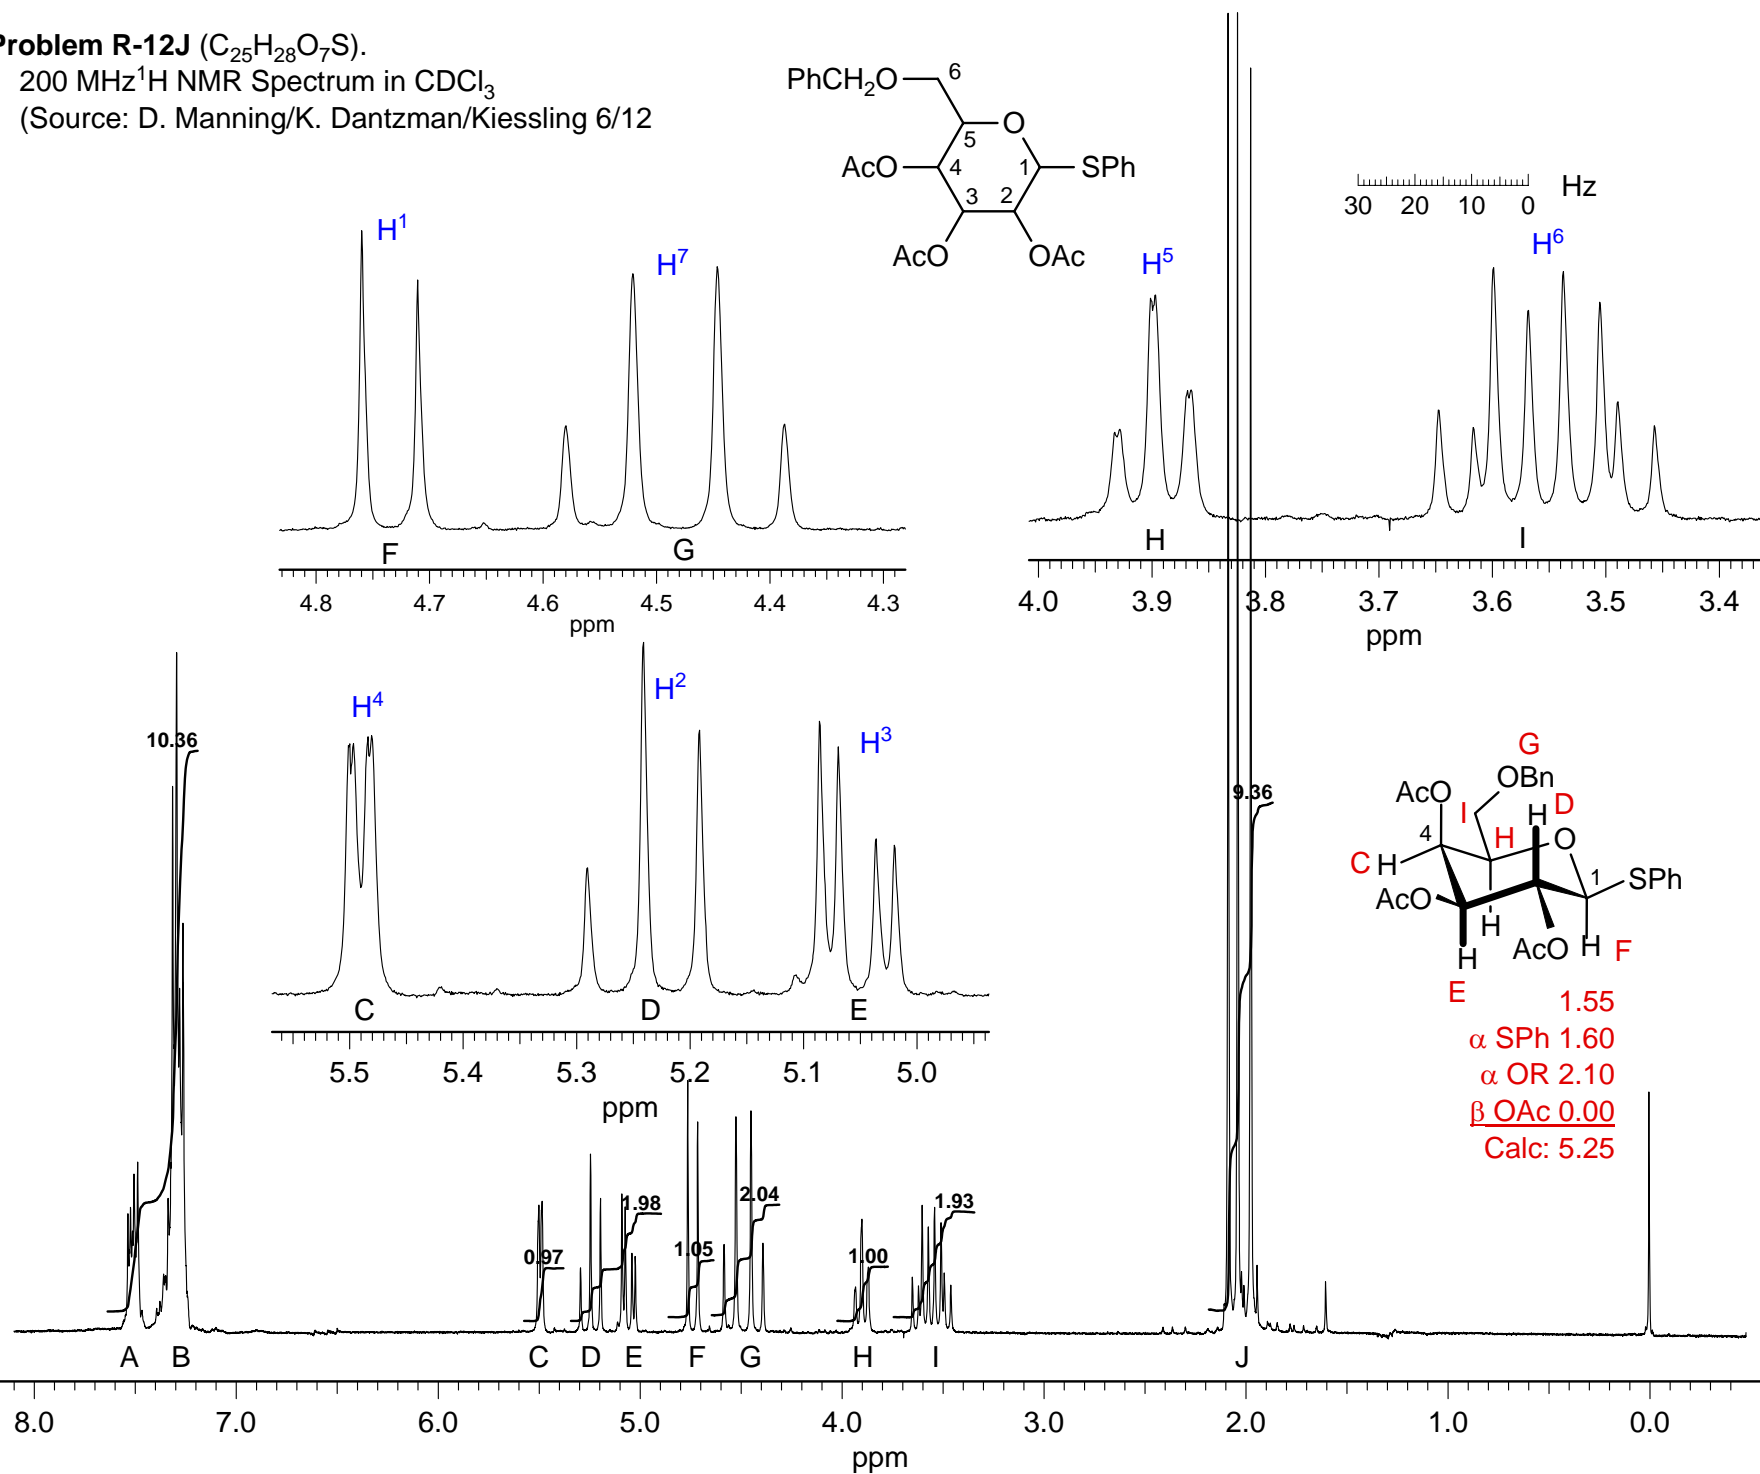 Problem R-12J (C25H28O7S).
200 MHz 1H NMR Spectrum in CDCl3
(Source: D. Manning/K. Dantzman/Kiessling 6/12
PhCH2O
6
5
O
AcO
4
1
SPh
3
2
AcO
OAc
30 20 10 0
Hz
H1
H7
H5
H6
F
G
4.8 4.7 4.6 4.5 4.4 4.3
ppm
H
I
4.0 3.9 3.8 3.7 3.6 3.5 3.4
ppm
H4
H2
H3
C
D
E
5.5 5.4 5.3 5.2 5.1 5.0
ppm
G
OBn
AcO
I
H
D
4
H
O
C
H
1
SPh
AcO
H
AcO
H
F
H
E
1.55
α SPh 1.60
α OR 2.10
β OAc 0.00
Calc: 5.25
10.36
0.97
1.98
1.05
2.04
1.00
1.93
9.36
A B C D E F G H I J
8.0 7.0 6.0 5.0 4.0 3.0 2.0 1.0 0.0
ppm